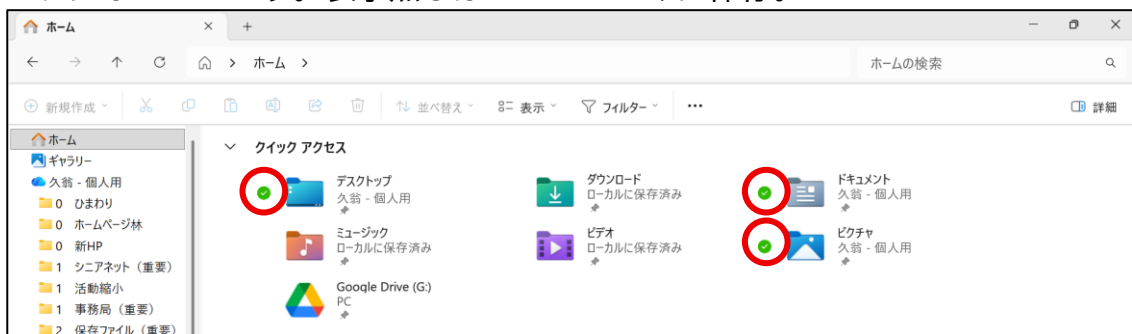 ホーム
ホーム
ホームの検索
新規作成
並べ替え
表示
フィルター
詳細
ホーム
ギャラリー
久翁 - 個人用
0 ひまわり
0 ホームページ林
0 新HP
1 シニアネット（重要）
1 活動縮小
1 事務局（重要）
2 保存ファイル（重要）
クイック アクセス
デスクトップ
久翁 - 個人用
ダウンロード
ローカルに保存済み
ドキュメント
久翁 - 個人用
ミュージック
ローカルに保存済み
ビデオ
ローカルに保存済み
ピクチャ
久翁 - 個人用
Google Drive (G:)
PC